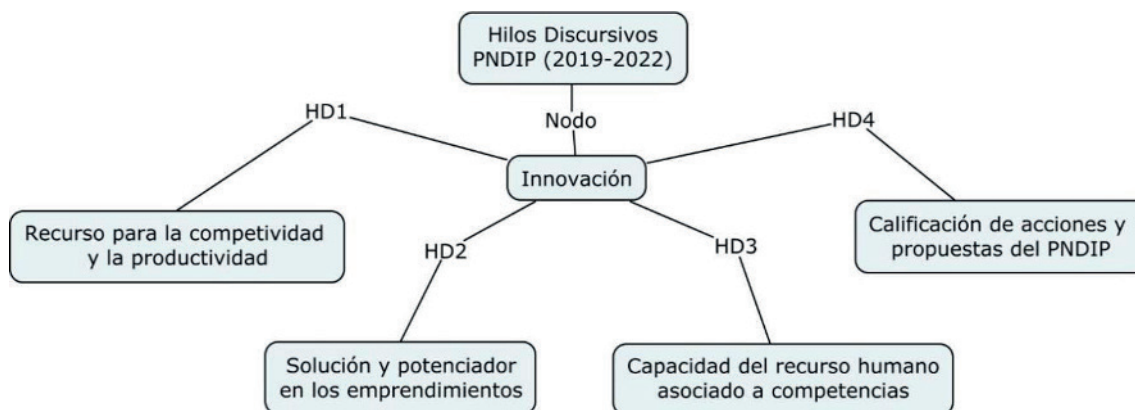 Hilos Discursivos
PNDIP (2019-2022)
HD1
Nodo
HD4
Innovación
Recurso para la competividad
y la productividad
Calificación de acciones y
propuestas del PNDIP
HD2
HD3
Solución y potenciador
en los emprendimientos
Capacidad del recurso humano
asociado a competencias